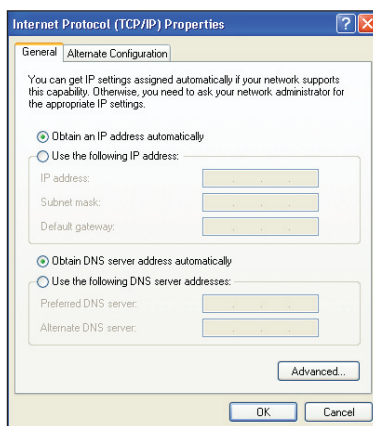 Internet Protocol (TCP/IP) Properties
General
Alternate Configuration
You can get IP settings assigned automatically if your network supports
this capability. Otherwise, you need to ask your network administrator for
the appropriate IP settings.
Obtain an IP address automatically
Use the following IP address:
IP address:
Subnet mask:
Default gateway:
Obtain DNS server address automatically
Use the following DNS server addresses:
Preferred DNS server:
Alternate DNS server:
Advanced...
OK
Cancel